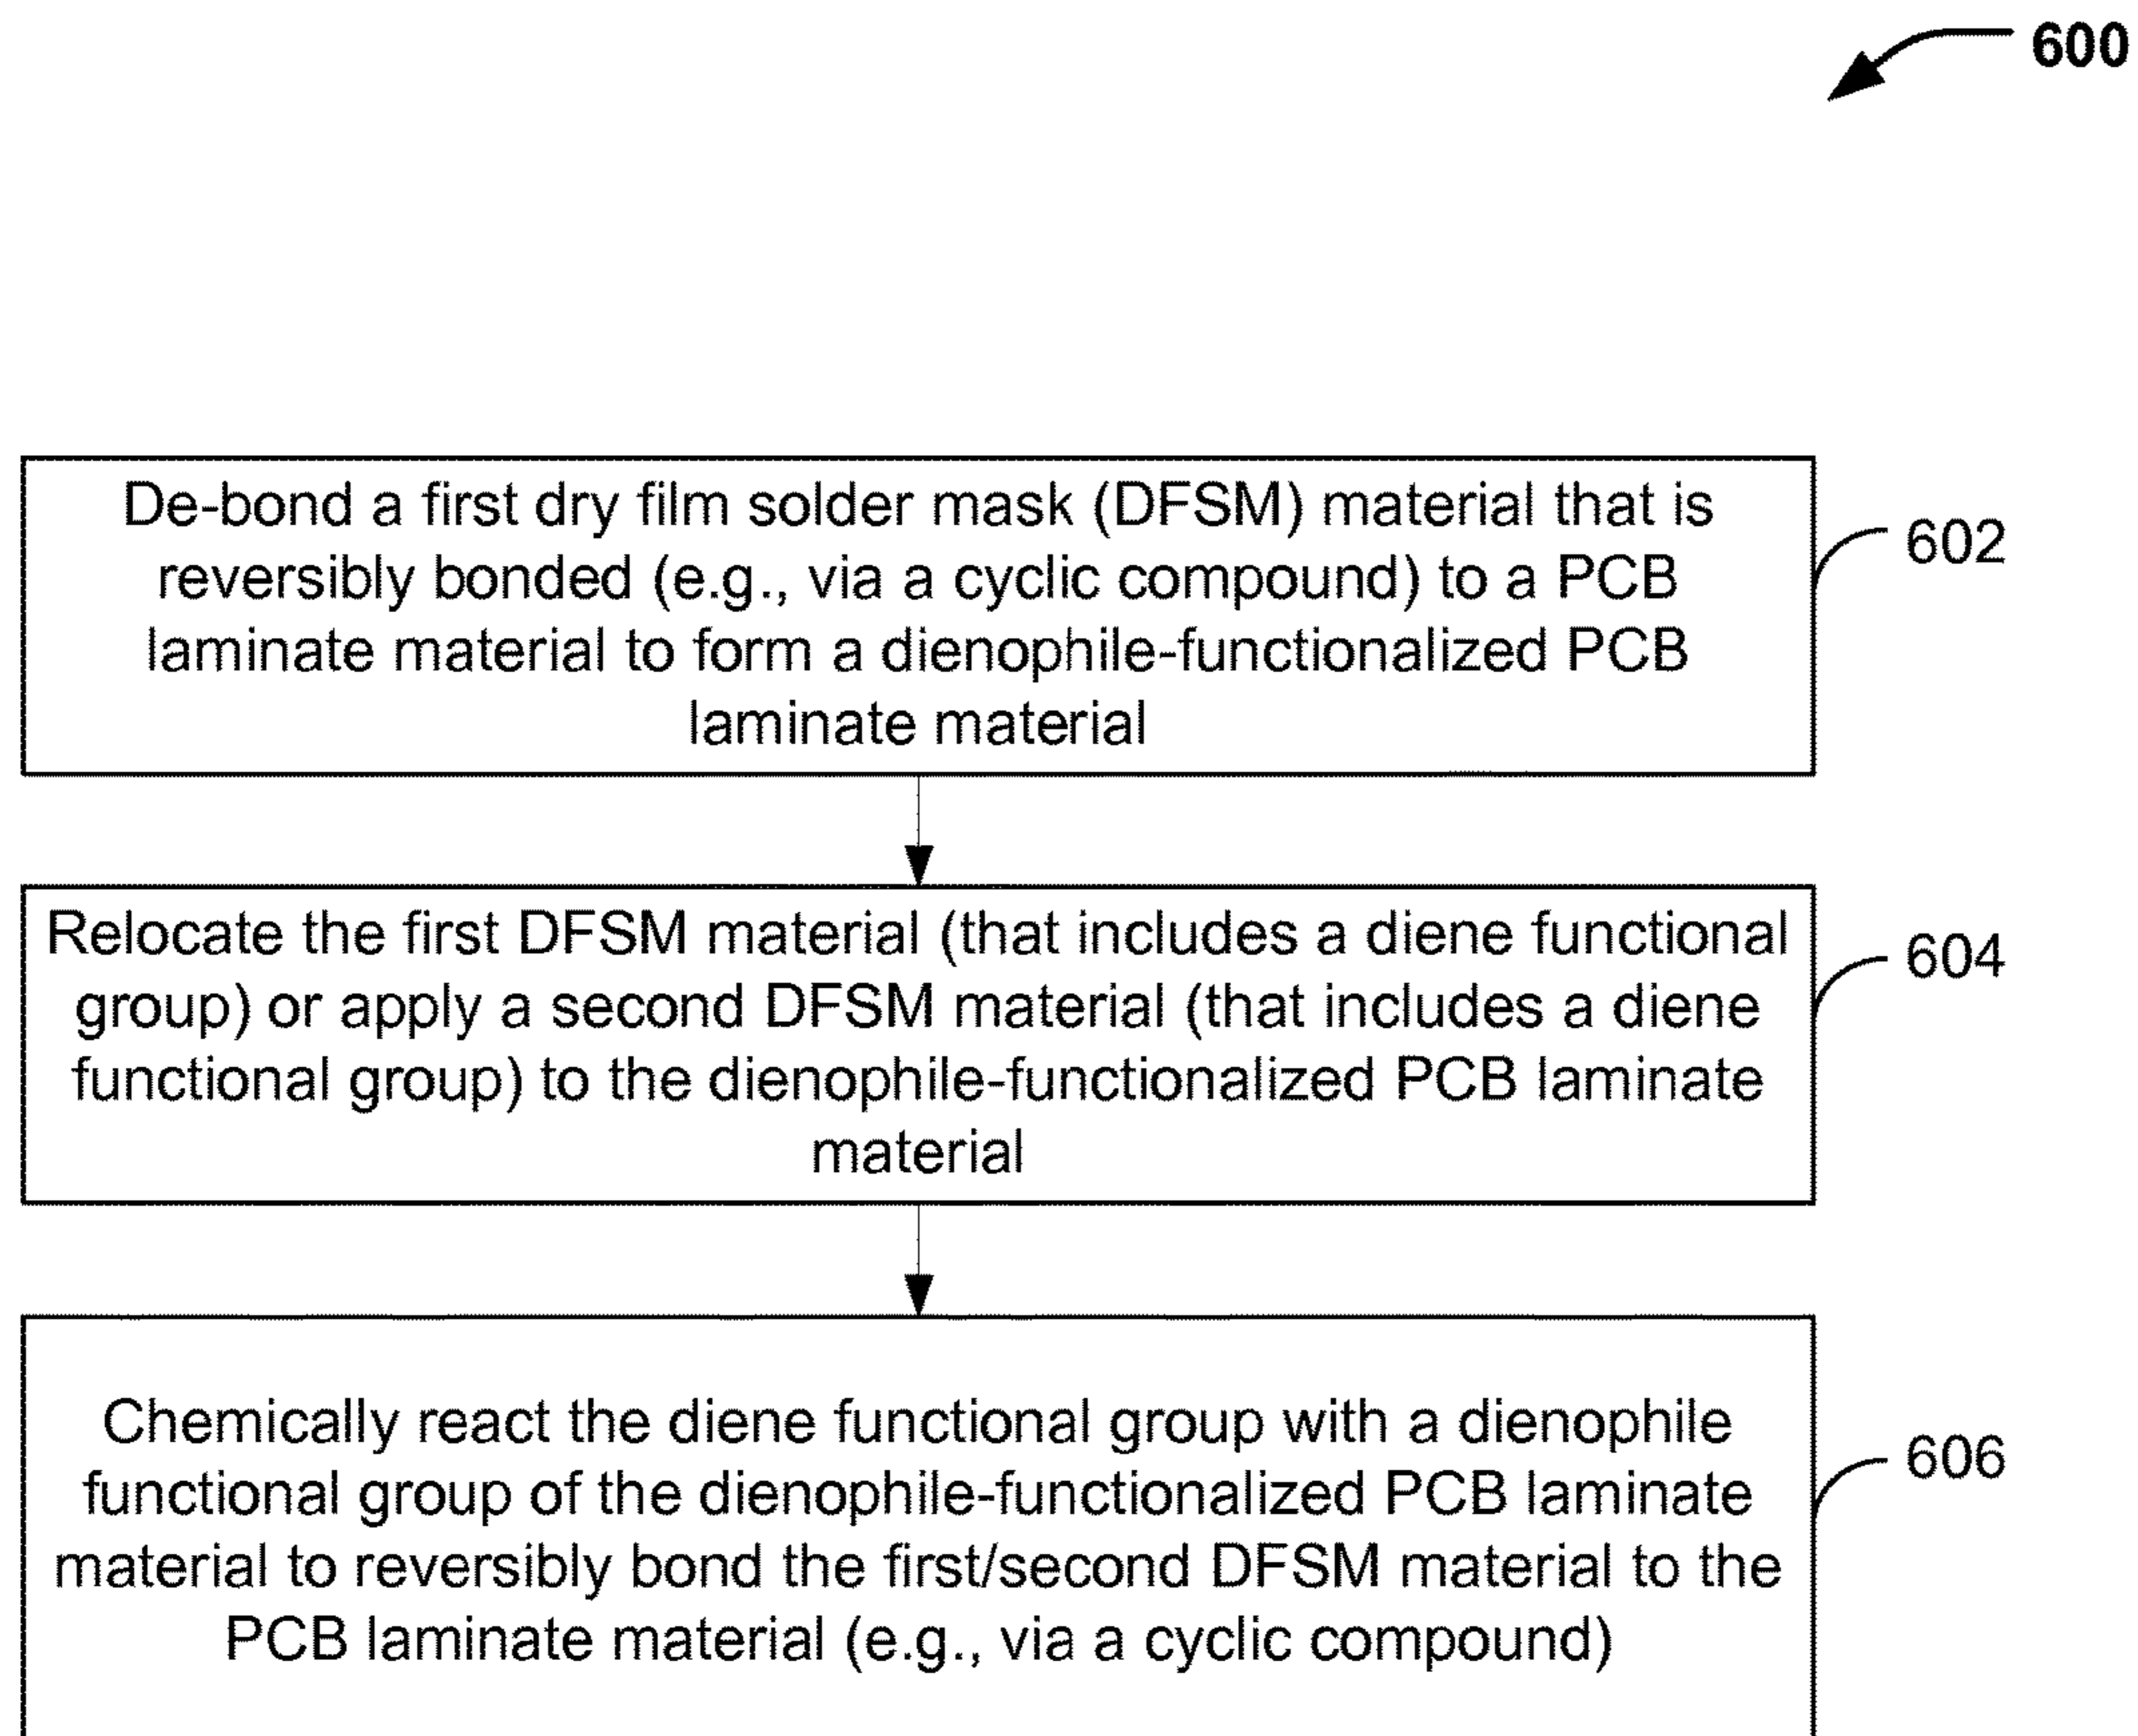 600
De-bond a first dry film solder mask (DFSM) material that is
reversibly bonded (e.g., via a cyclic compound) to a PCB
laminate material to form a dienophile-functionalized PCB
laminate material
602
Relocate the first DFSM material (that includes a diene functional
group) or apply a second DFSM material (that includes a diene
functional group) to the dienophile-functionalized PCB laminate
material
604
Chemically react the diene functional group with a dienophile
functional group of the dienophile-functionalized PCB laminate
material to reversibly bond the first/second DFSM material to the
PCB laminate material (e.g., via a cyclic compound)
606